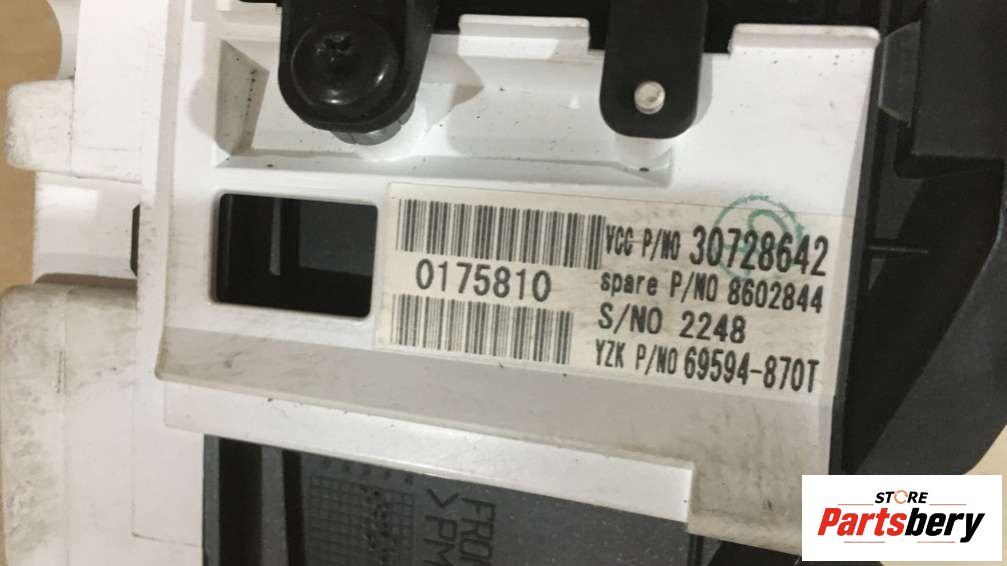 VCC P/NO 30728642
0175810
spare P/NO 8602844
S/NO 2248
YZK P/NO 69594-870T
STORE
Partsbery